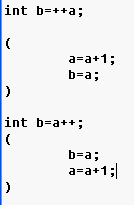 int b=++a;
(
a=a+1;
b=a;
)
int b=a++;
(
b=a;
a=a+1;
)